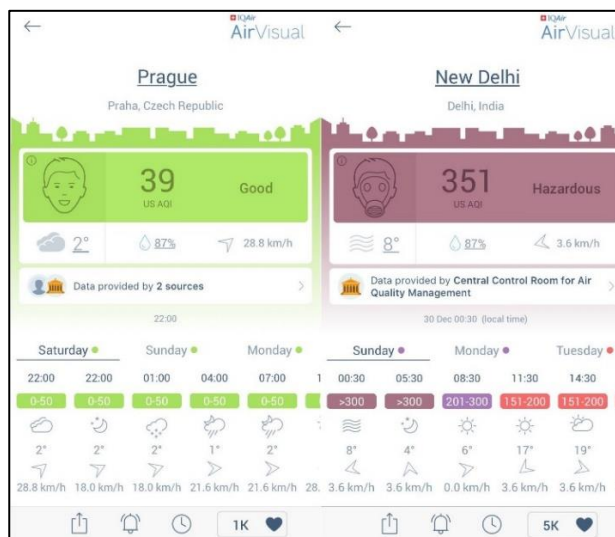 IQAir
AirVisual
Prague
Praha, Czech Republic
39
US AQI
Good
2°
87%
28.8 km/h
Data provided by 2 sources
22:00
Saturday
Sunday
Monday
22:00 22:00 01:00 04:00 07:00 1
0-50 0-50 0-50 0-50 0-50
2° 2° 2° 1° 2°
28.8 km/h 18.0 km/h 18.0 km/h 21.6 km/h 21.6 km/h 28.
1K
IQAir
AirVisual
New Delhi
Delhi, India
351
US AQI
Hazardous
8°
87%
3.6 km/h
Data provided by Central Control Room for Air
Quality Management
30 Dec 00:30 (local time)
Sunday
Monday
Tuesday
00:30 05:30 08:30 11:30 14:30
>300 >300 201-300 151-200 151-200
8° 4° 6° 17° 19°
3.6 km/h 3.6 km/h 0.0 km/h 3.6 km/h 3.6 km/h
5K